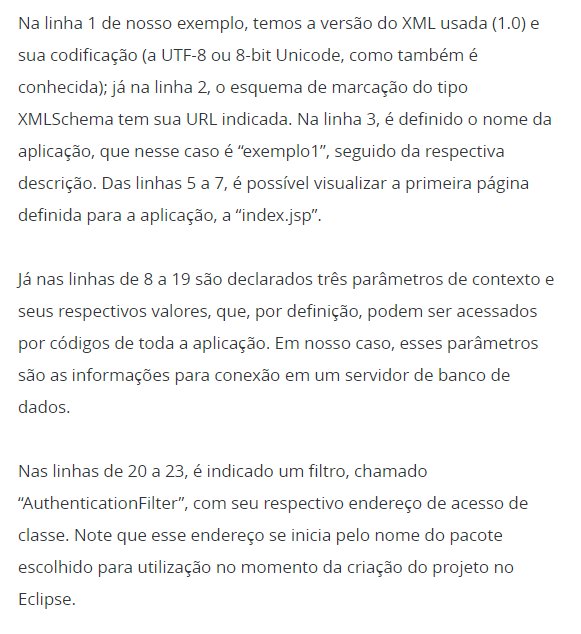 Na linha 1 de nosso exemplo, temos a versão do XML usada (1.0) e
sua codificação (a UTF-8 ou 8-bit Unicode, como também é
conhecida); já na linha 2, o esquema de marcação do tipo
XMLSchema tem sua URL indicada. Na linha 3, é definido o nome da
aplicação, que nesse caso é “exemplo1”, seguido da respectiva
descrição. Das linhas 5 a 7, é possível visualizar a primeira página
definida para a aplicação, a “index.jsp”.
Já nas linhas de 8 a 19 são declarados três parâmetros de contexto e
seus respectivos valores, que, por definição, podem ser acessados
por códigos de toda a aplicação. Em nosso caso, esses parâmetros
são as informações para conexão em um servidor de banco de
dados.
Nas linhas de 20 a 23, é indicado um filtro, chamado
“AuthenticationFilter”, com seu respectivo endereço de acesso de
classe. Note que esse endereço se inicia pelo nome do pacote
escolhido para utilização no momento da criação do projeto no
Eclipse.